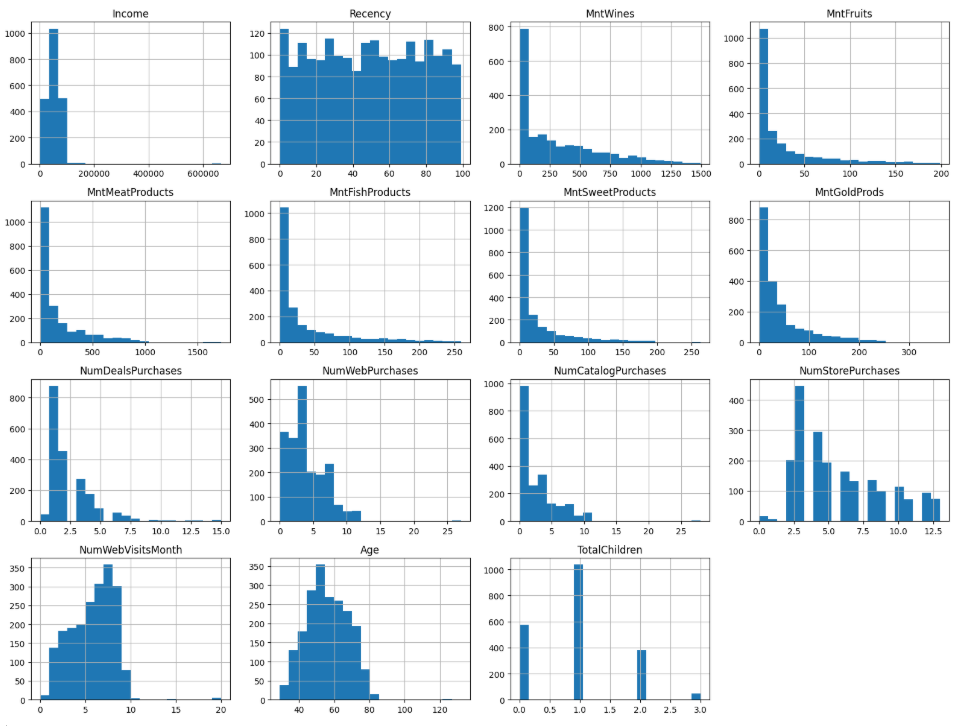 Income Recency MntWines MntFruits
1000 800 600 400 200 0
0 200000 400000 600000
120 100 80 60 40 20 0
0 20 40 60 80 100
800 600 400 200 0
0 250 500 750 1000 1250 1500
1000 800 600 400 200 0
0 50 100 150 200
MntMeatProducts MntFishProducts MntSweetProducts MntGoldProds
1000 800 600 400 200 0
0 500 1000 1500
1000 800 600 400 200 0
0 50 100 150 200 250
1200 1000 800 600 400 200 0
0 50 100 150 200 250
800 600 400 200 0
0 100 200 300
NumDealsPurchases NumWebPurchases NumCatalogPurchases NumStorePurchases
800 600 400 200 0
0.0 2.5 5.0 7.5 10.0 12.5 15.0
500 400 300 200 100 0
0 5 10 15 20 25
1000 800 600 400 200 0
0 5 10 15 20 25
400 300 200 100 0
0.0 2.5 5.0 7.5 10.0 12.5
NumWebVisitsMonth Age TotalChildren
350 300 250 200 150 100 50 0
0 5 10 15 20
350 300 250 200 150 100 50 0
40 60 80 100 120
1000 800 600 400 200 0
0.0 0.5 1.0 1.5 2.0 2.5 3.0